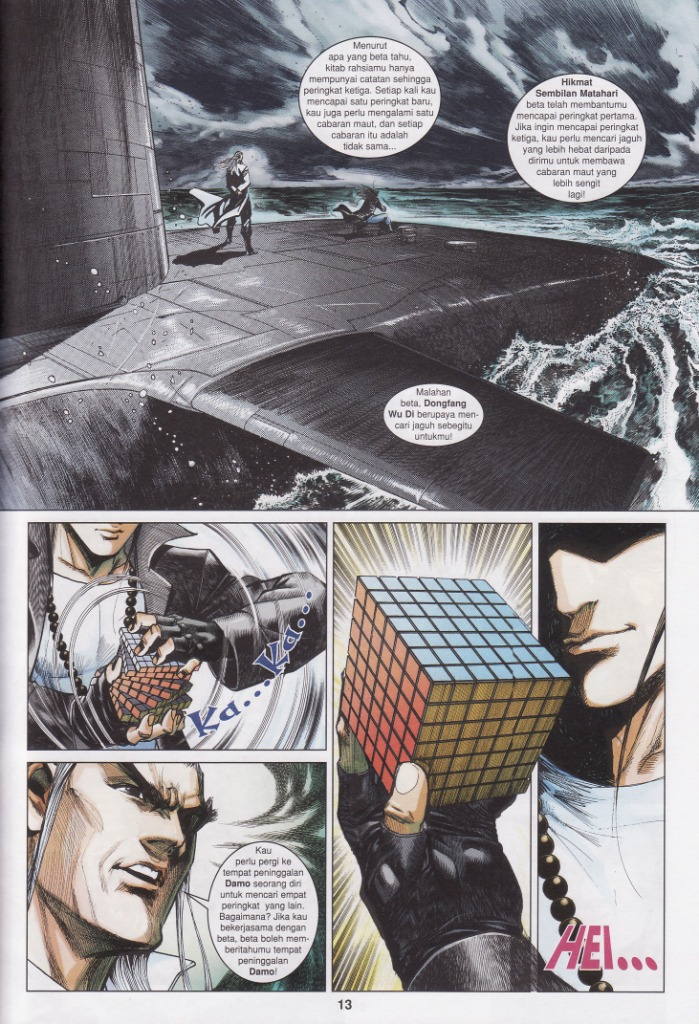 Menurut
apa yang beta tahu,
kitab rahsiamu hanya
mempunyai catatan sehingga
peringkat ketiga. Setiap kali kau
mencapai satu peringkat baru,
kau juga perlu mengalami satu
cabaran maut, dan setiap
cabaran itu adalah
tidak sama...
Hikmat
Sembilan Matahari
beta telah membantumu
mencapai peringkat pertama.
Jika ingin mencapai peringkat
ketiga, kau perlu mencari jaguh
yang lebih hebat daripada
dirimu untuk membawa
cabaran maut yang
lebih sengit
lagi!
Malahan
beta, Dongfang
Wu Di berupaya men-
cari jaguh sebegitu
untukmu!
Ka...Ka...
Kau
perlu pergi ke
tempat peninggalan
Damo seorang diri
untuk mencari empat
peringkat yang lain.
Bagaimana? Jika kau
bekerjasama dengan
beta, beta boleh mem-
beritahumu tempat
peninggalan
Damo!
HEI...
13